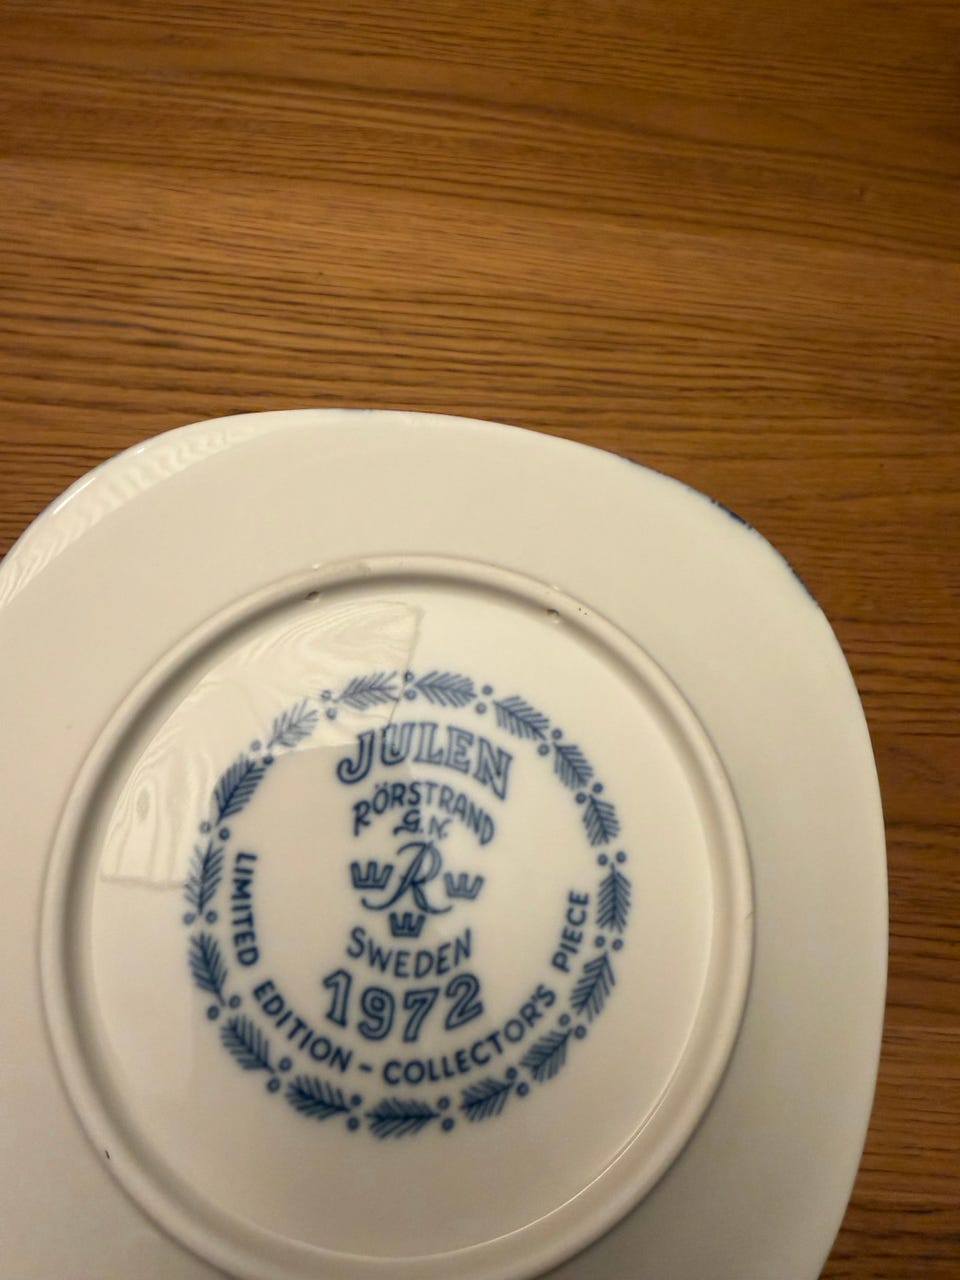 JULEN
RÖRSTRAND
G.N.
R
SWEDEN
1972
LIMITED EDITION - COLLECTOR'S PIECE